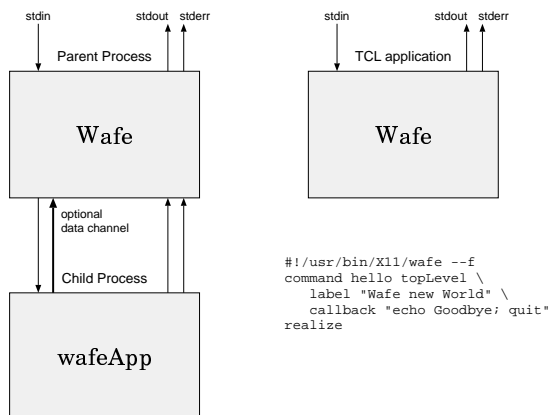 stdin
stdout stderr
Parent Process
Wafe
optional
data channel
Child Process
wafeApp
stdin
stdout stderr
TCL application
Wafe
#!/usr/bin/X11/wafe --f
command hello topLevel \
label "Wafe new World" \
callback "echo Goodbye; quit"
realize